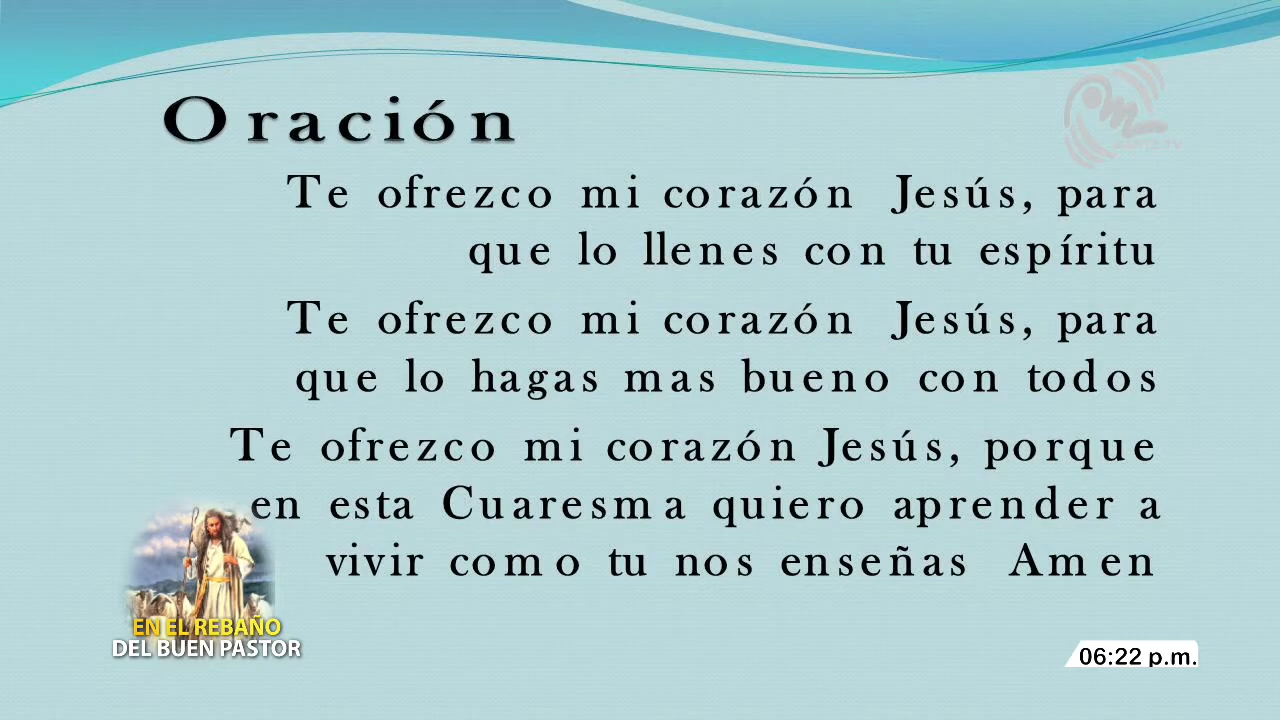 Oración
Te ofrezco mi corazón Jesús, para
que lo llenes con tu espíritu
Te ofrezco mi corazón Jesús, para
que lo hagas mas bueno con todos
Te ofrezco mi corazón Jesús, porque
en esta Cuaresma quiero aprender a
vivir como tu nos enseñas Amen
EN EL REBAÑO
DEL BUEN PASTOR
06:22 p.m.